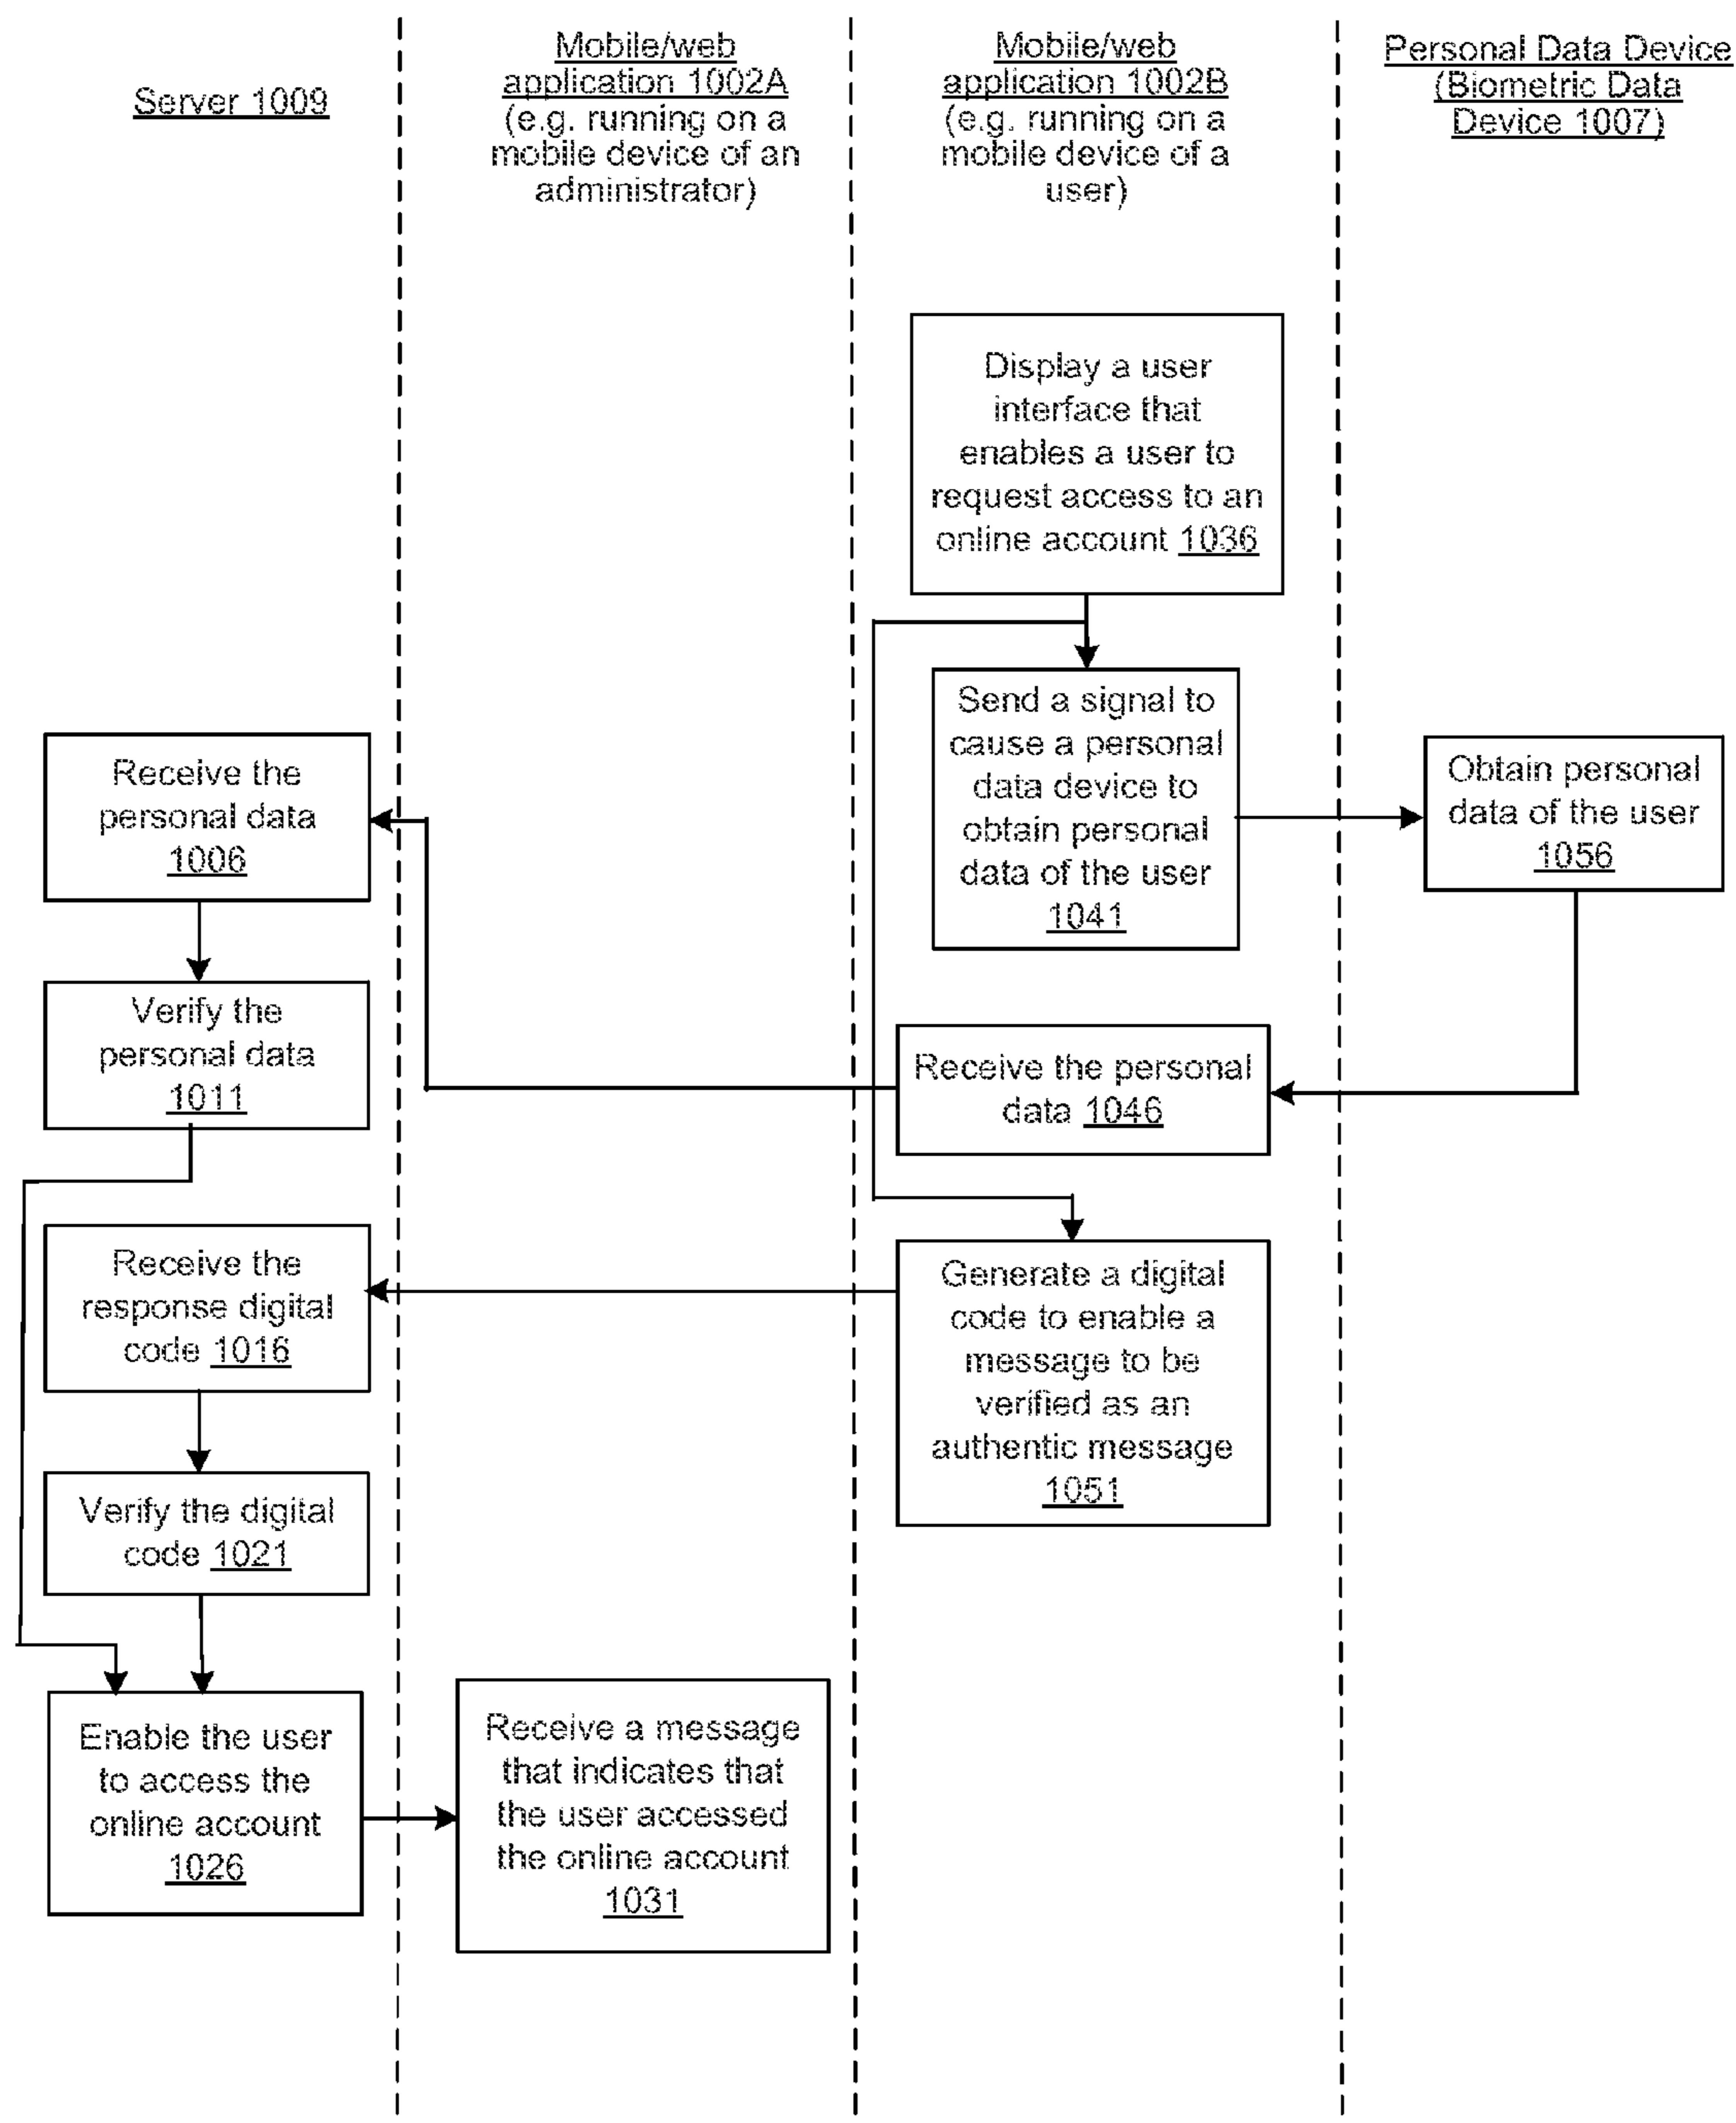 Server 1009
Mobile/web
application 1002A
(e.g. running on a
mobile device of an
administrator)
Mobile/web
application 1002B
(e.g. running on a
mobile device of a
user)
Personal Data Device
(Biometric Data
Device 1007)
Display a user
interface that
enables a user to
request access to an
online account 1036
Send a signal to
cause a personal
data device to
obtain personal
data of the user
1041
Obtain personal
data of the user
1056
Receive the
personal data
1006
Verify the
personal data
1011
Receive the personal
data 1046
Receive the
response digital
code 1016
Generate a digital
code to enable a
message to be
verified as an
authentic message
1051
Verify the digital
code 1021
Enable the user
to access the
online account
1026
Receive a message
that indicates that
the user accessed
the online account
1031